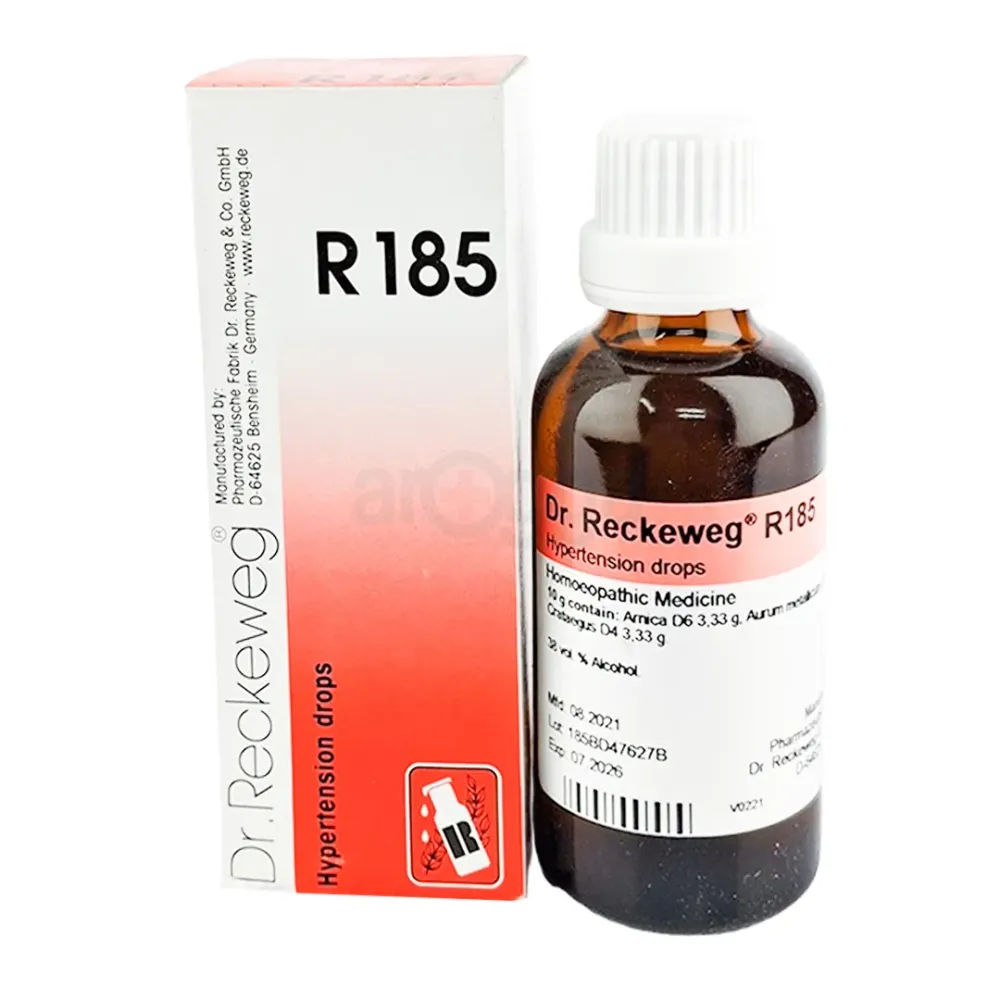 R 185
R 185
Manufactured by:
Pharmazeutische Fabrik Dr. Reckeweg & Co. GmbH
D-64625 Bensheim · Germany · www.reckeweg.de
Dr.Reckeweg®
Hypertension drops
R
Dr. Reckeweg® R185
Hypertension drops
Homoeopathic Medicine
10 g contain: Arnica D6 3,33 g, Aurum
Crataegus D4 3,33 g
38 vol. % Alcohol.
Mfd. 08.2021
Lot: 185BD47627B
Exp. 07.2026
Dr. Reckeweg
V0221